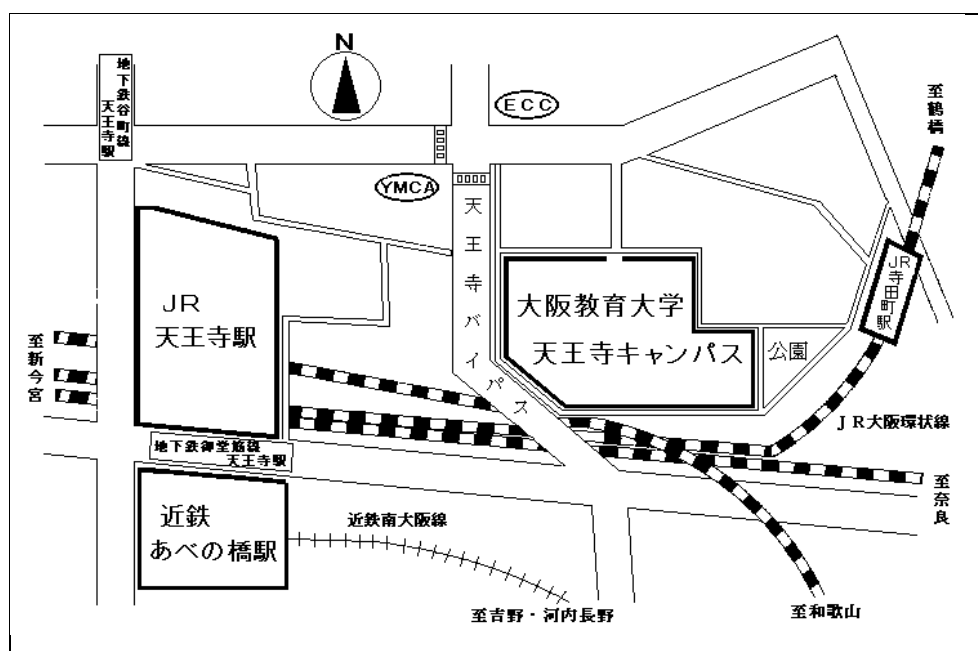 N
地下鉄谷町線
天王寺駅
ECC
至鶴橋
YMCA
天王寺バイパス
JR
天王寺駅
大阪教育大学
天王寺キャンパス
公園
JR寺田町駅
至新今宮
JR大阪環状線
地下鉄御堂筋線
天王寺駅
至奈良
近鉄
あべの橋駅
近鉄南大阪線
至吉野・河内長野
至和歌山